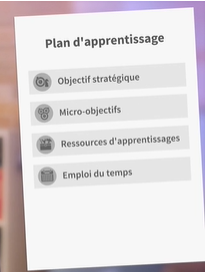 Plan d'apprentissage
Objectif stratégique
Micro-objectifs
Ressources d'apprentissages
Emploi du temps